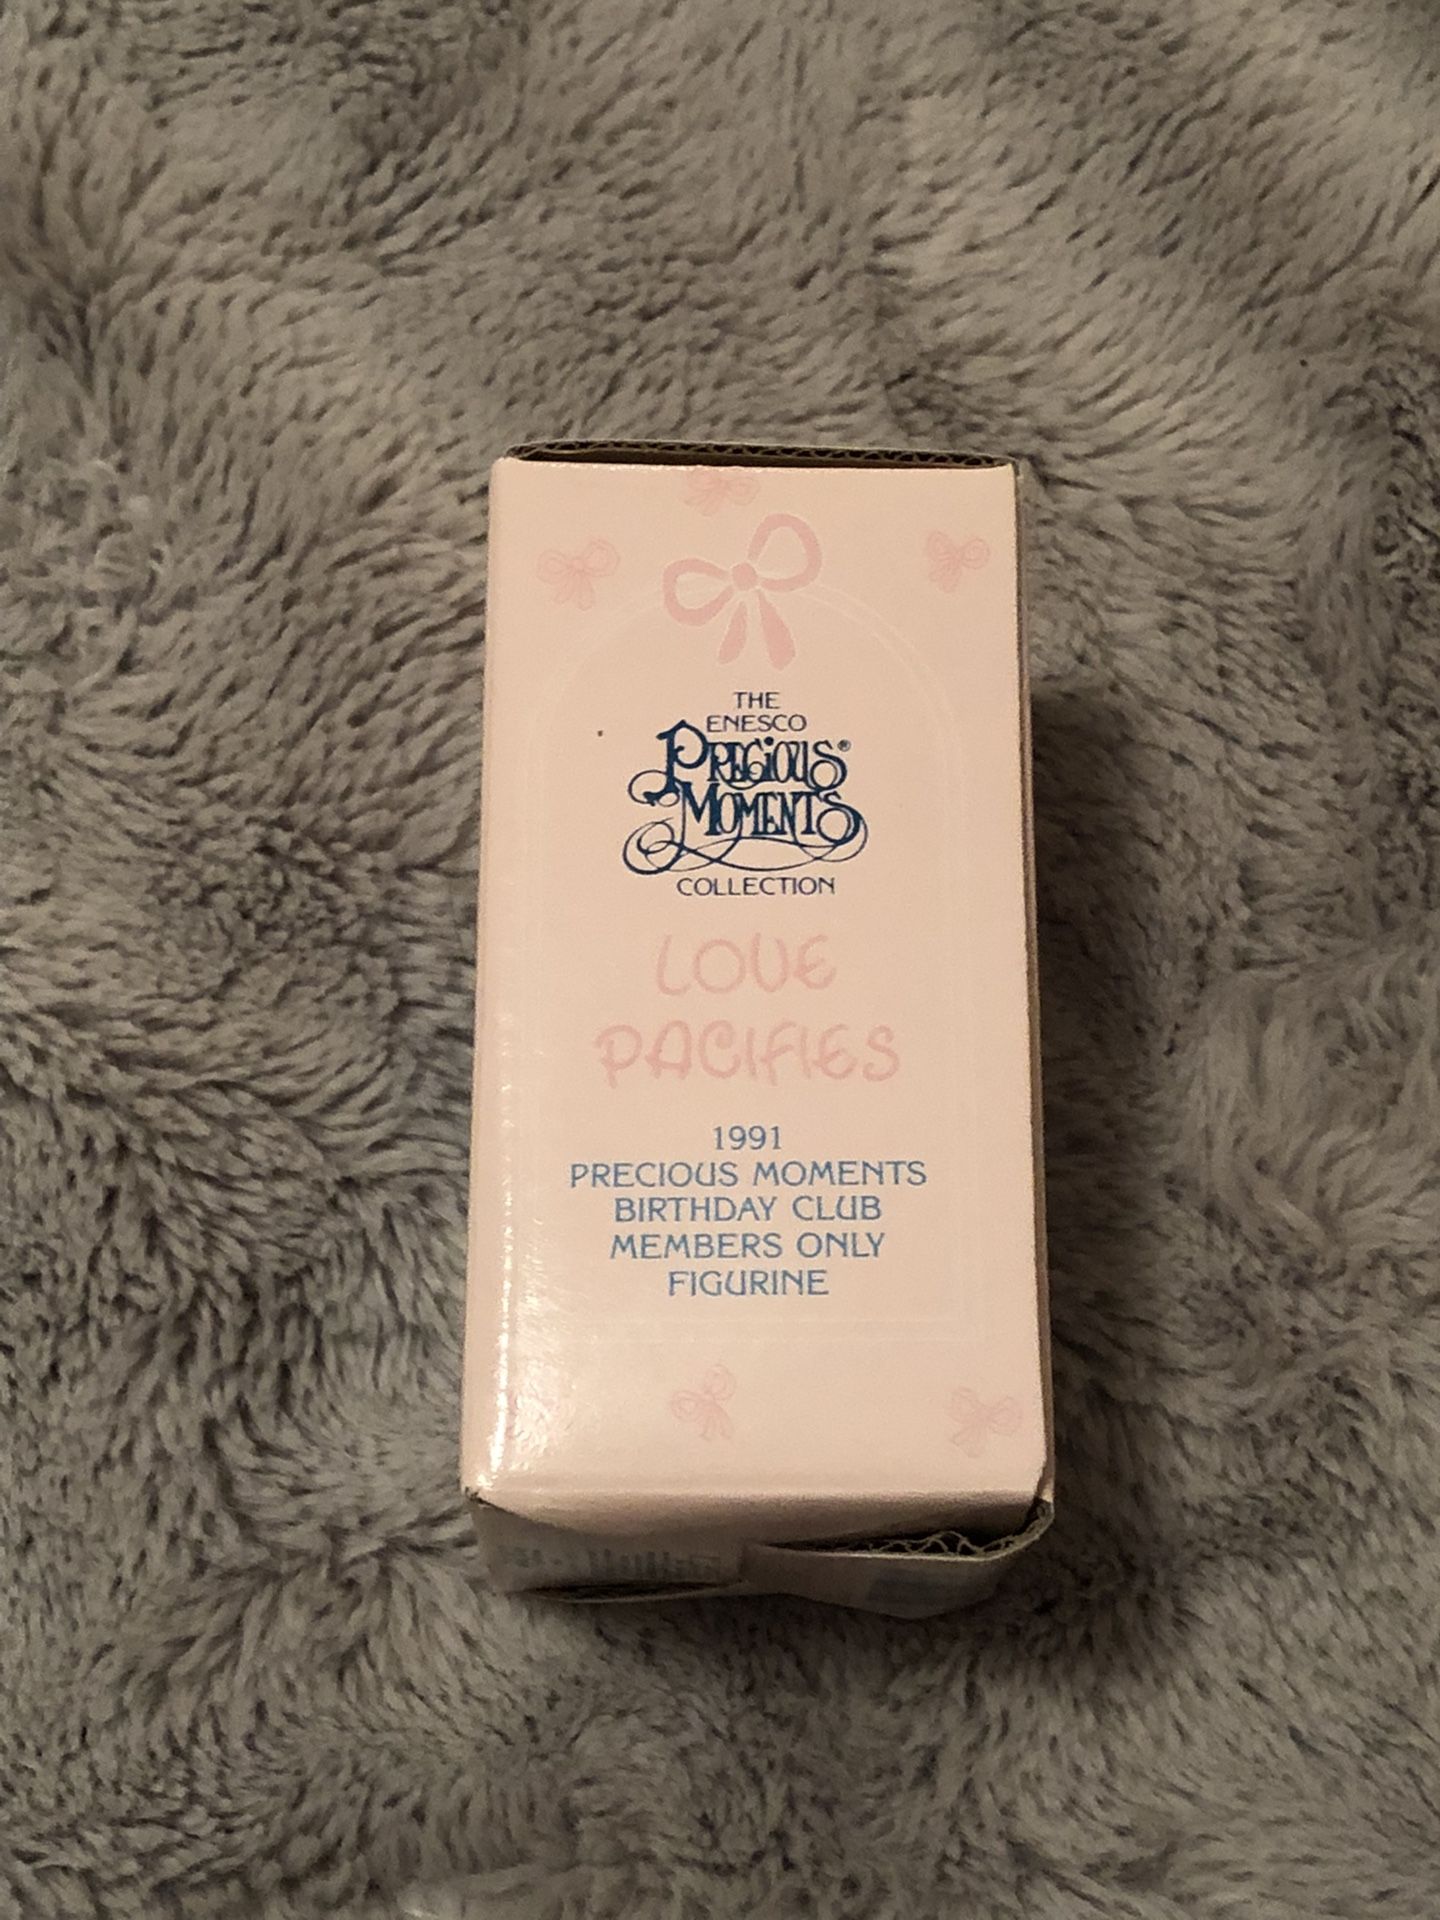 THE
ENESCO
PRECIOUS®
MOMENTS
COLLECTION
LOVE
PACIFIES
1991
PRECIOUS MOMENTS
BIRTHDAY CLUB
MEMBERS ONLY
FIGURINE